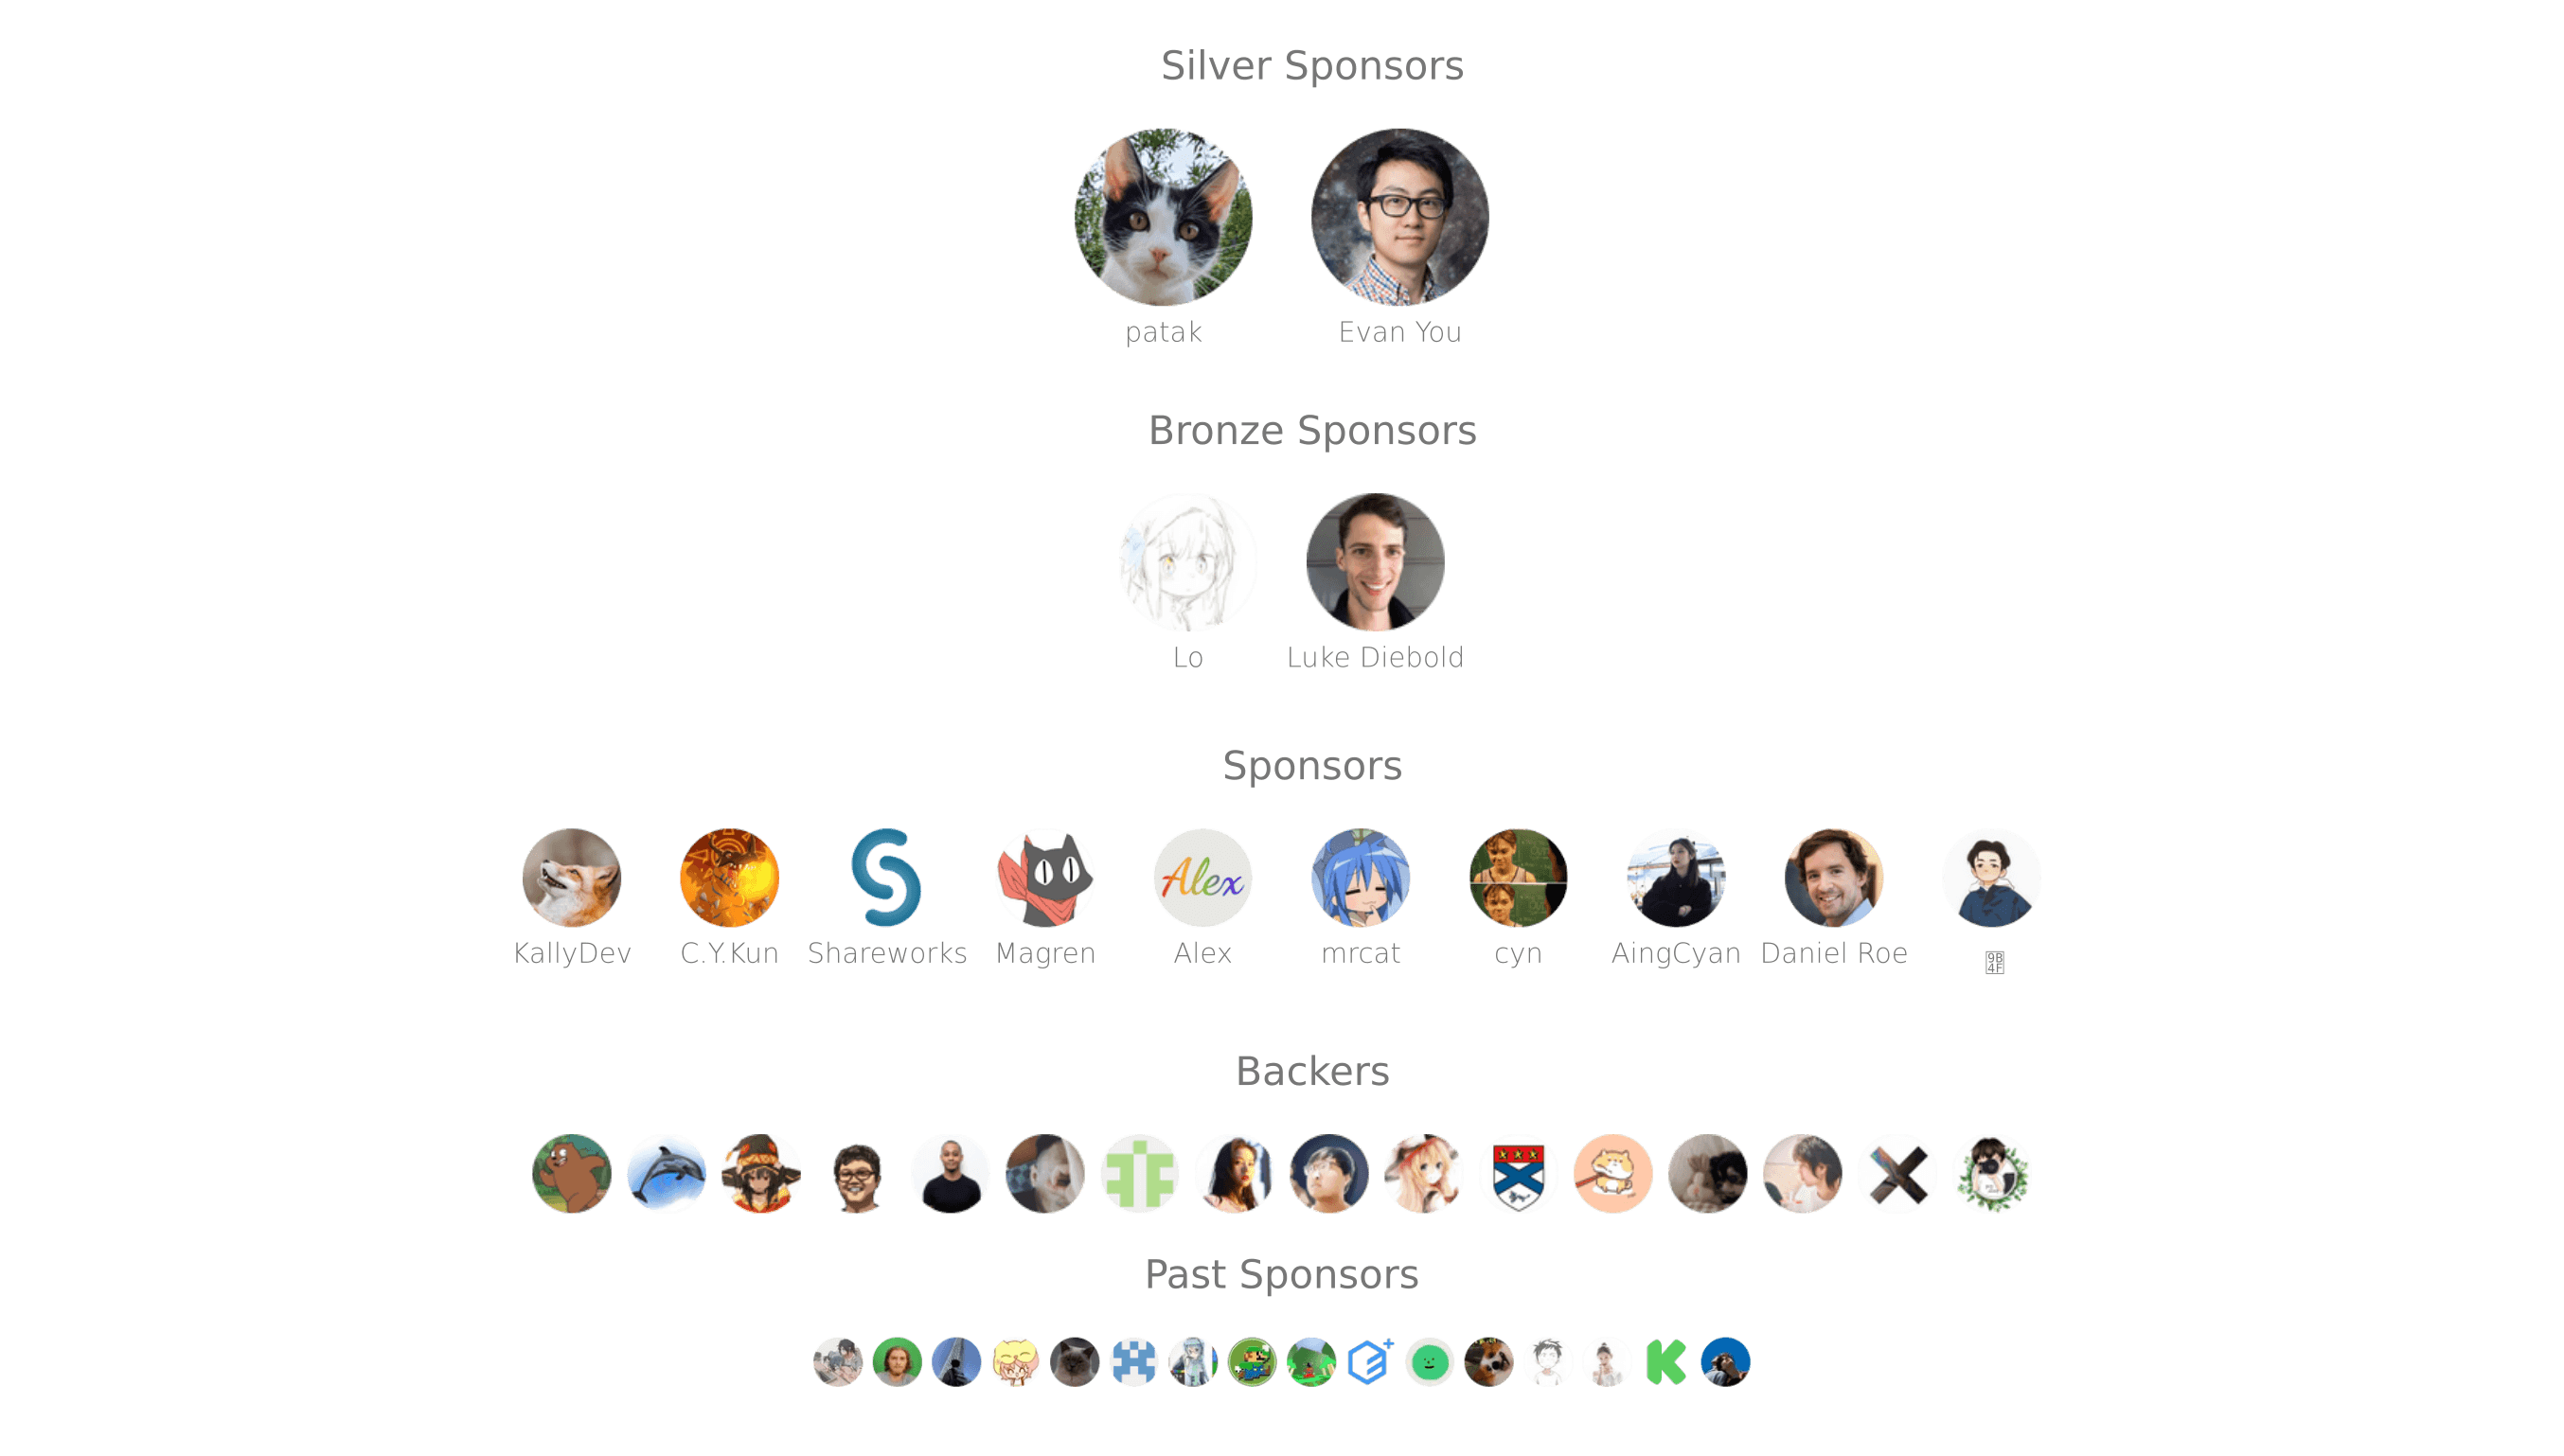 Silver Sponsors
patak Evan You
Bronze Sponsors
Lo Luke Diebold
Sponsors
Alex
KallyDev C.Y.Kun Shareworks Magren Alex mrcat cyn AingCyan Daniel Roe
Backers
Past Sponsors